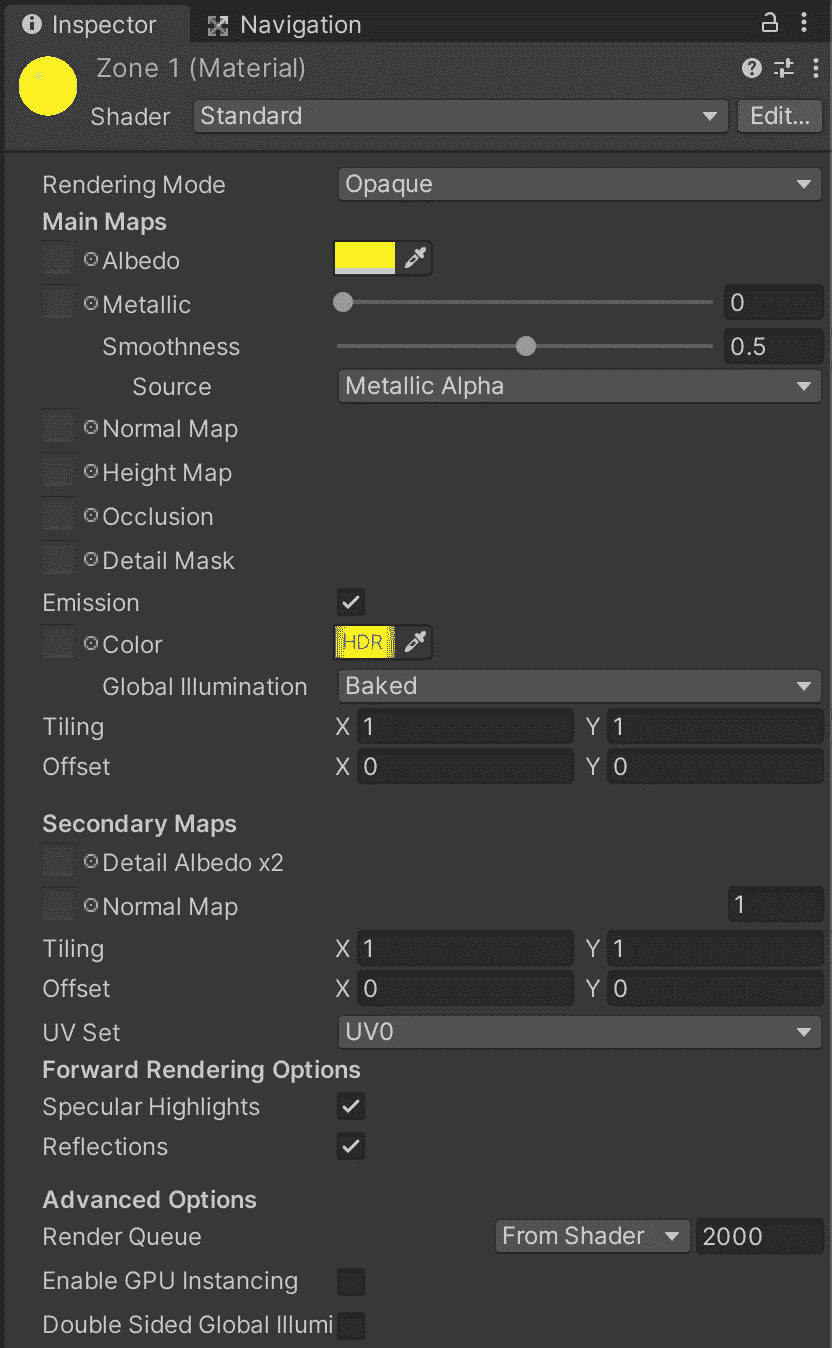 Inspector Navigation
Zone 1 (Material)
Shader Standard Edit...
Rendering Mode Opaque
Main Maps
Albedo
Metallic 0
Smoothness 0.5
Source Metallic Alpha
Normal Map
Height Map
Occlusion
Detail Mask
Emission
Color HDR
Global Illumination Baked
Tiling X 1 Y 1
Offset X 0 Y 0
Secondary Maps
Detail Albedo x2
Normal Map 1
Tiling X 1 Y 1
Offset X 0 Y 0
UV Set UV0
Forward Rendering Options
Specular Highlights
Reflections
Advanced Options
Render Queue From Shader 2000
Enable GPU Instancing
Double Sided Global Illumi